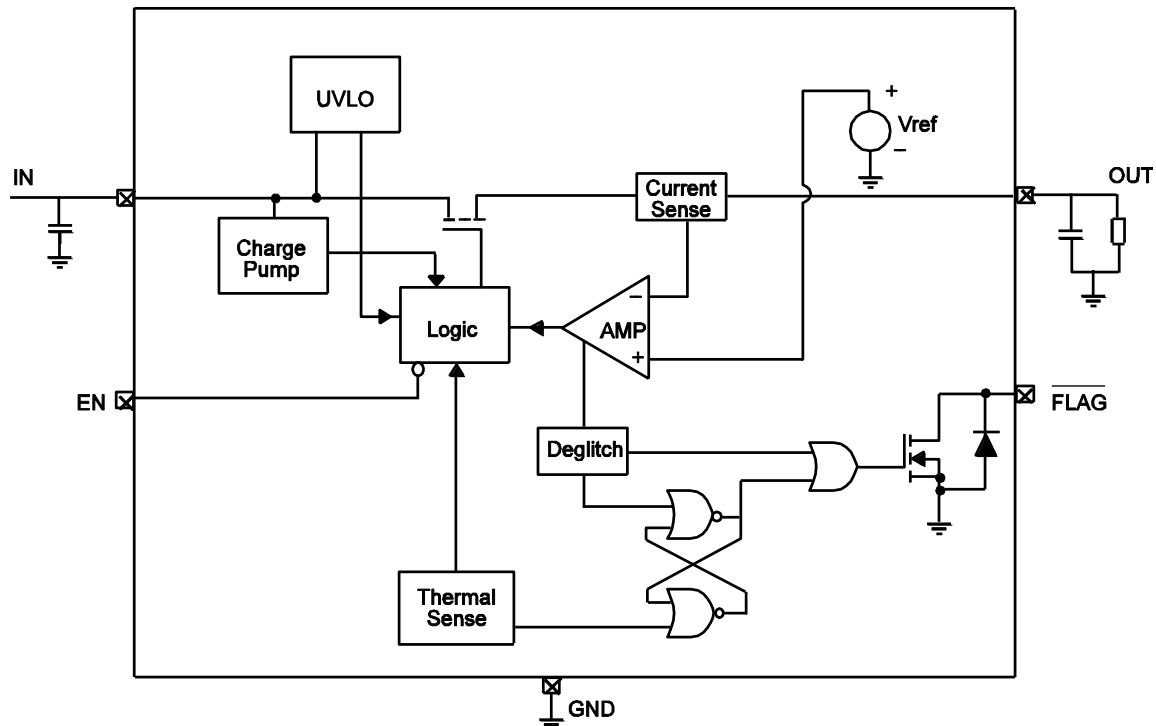 UVLO
+
Vref
−
IN
OUT
Current
Sense
Charge
Pump
−
Logic
AMP
+
EN
FLAG
Deglitch
Thermal
Sense
GND